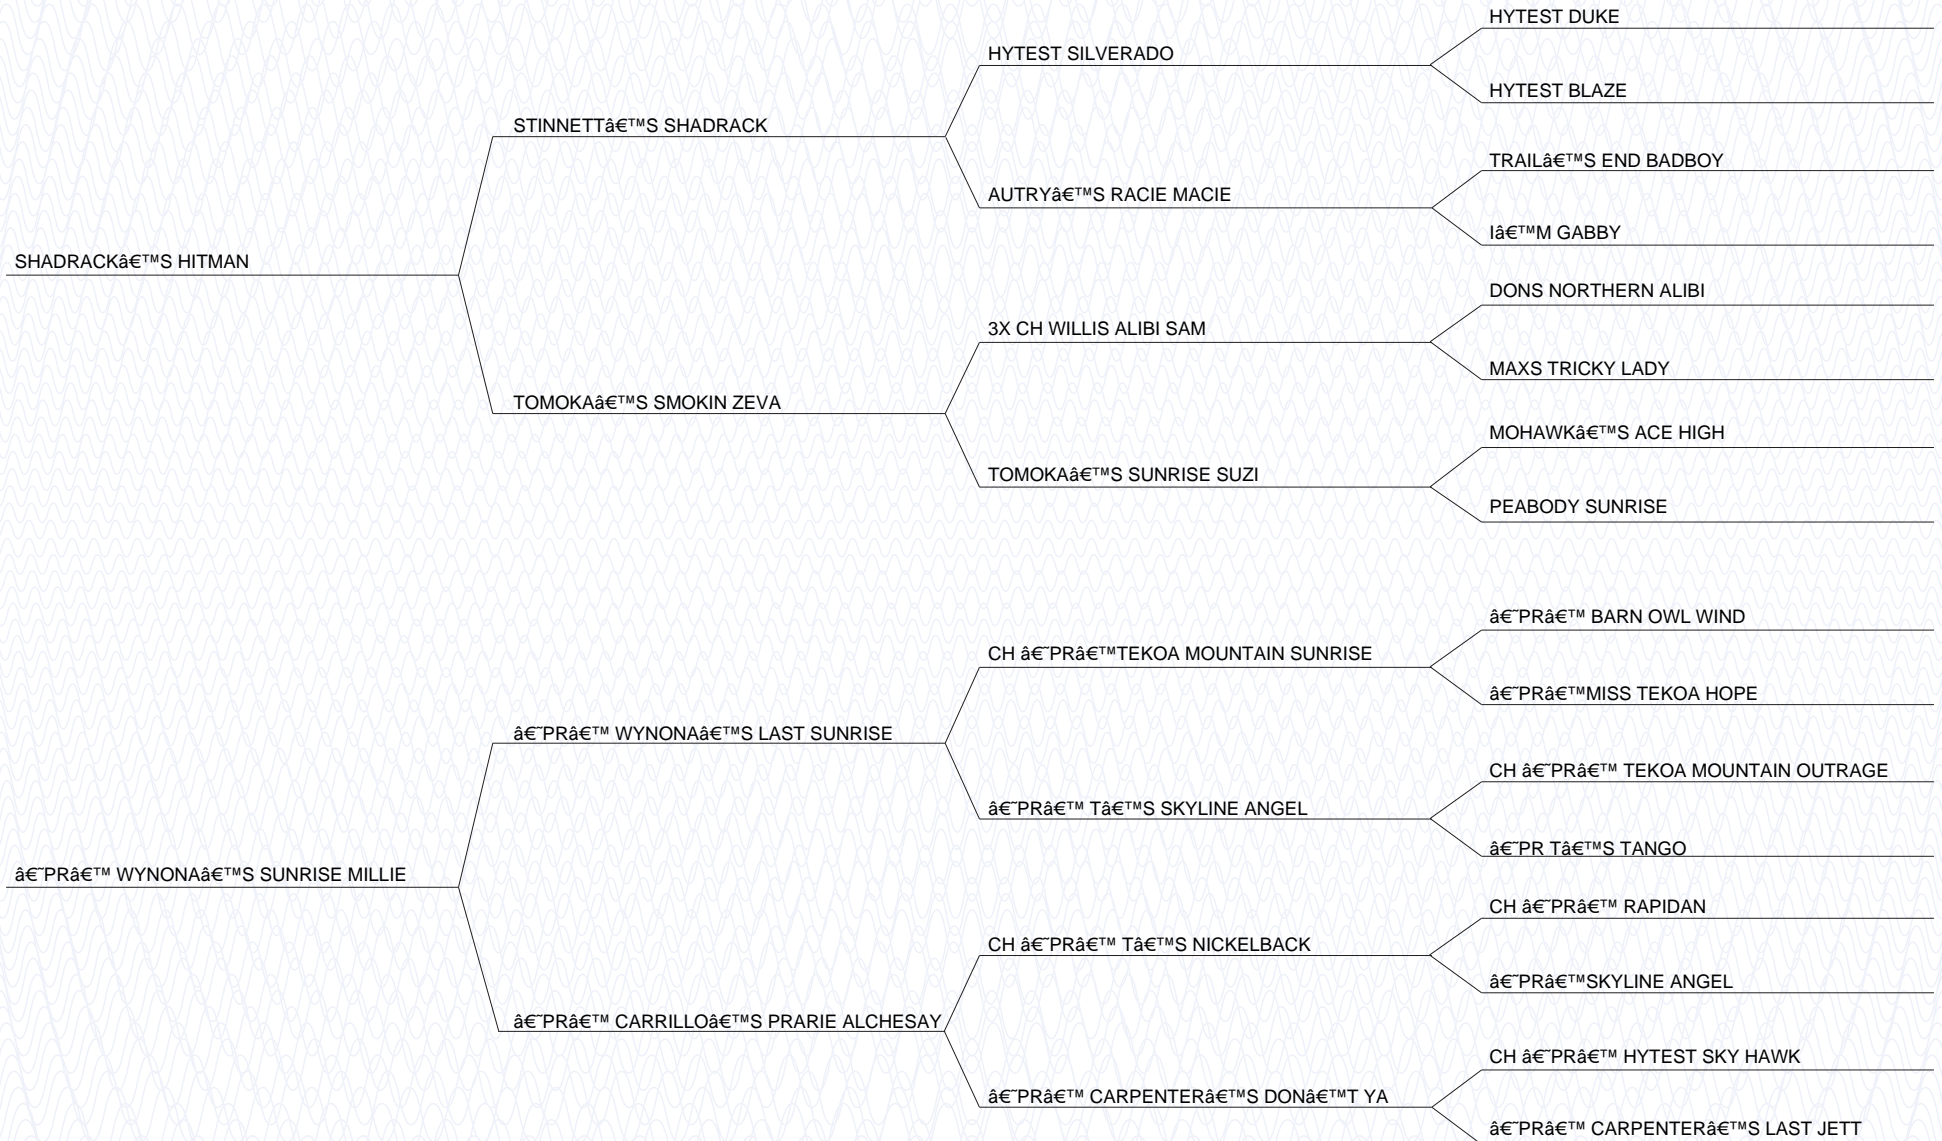 HYTEST DUKE
HYTEST SILVERADO
HYTEST BLAZE
STINNETTâ€™S SHADRACK
TRAILâ€™S END BADBOY
AUTRYâ€™S RACIE MACIE
Iâ€™M GABBY
SHADRACKâ€™S HITMAN
DONS NORTHERN ALIBI
3X CH WILLIS ALIBI SAM
MAXS TRICKY LADY
TOMOKAâ€™S SMOKIN ZEVA
MOHAWKâ€™S ACE HIGH
TOMOKAâ€™S SUNRISE SUZI
PEABODY SUNRISE
â€˜PRâ€™ BARN OWL WIND
CH â€˜PRâ€™TEKOA MOUNTAIN SUNRISE
â€˜PRâ€™MISS TEKOA HOPE
â€˜PRâ€™ WYNONAâ€™S LAST SUNRISE
CH â€˜PRâ€™ TEKOA MOUNTAIN OUTRAGE
â€˜PRâ€™ Tâ€™S SKYLINE ANGEL
â€˜PR Tâ€™S TANGO
â€˜PRâ€™ WYNONAâ€™S SUNRISE MILLIE
CH â€˜PRâ€™ RAPIDAN
CH â€˜PRâ€™ Tâ€™S NICKELBACK
â€˜PRâ€™SKYLINE ANGEL
â€˜PRâ€™ CARRILLOâ€™S PRARIE ALCHESAY
CH â€˜PRâ€™ HYTEST SKY HAWK
â€˜PRâ€™ CARPENTERâ€™S DONâ€™T YA
â€˜PRâ€™ CARPENTERâ€™S LAST JETT